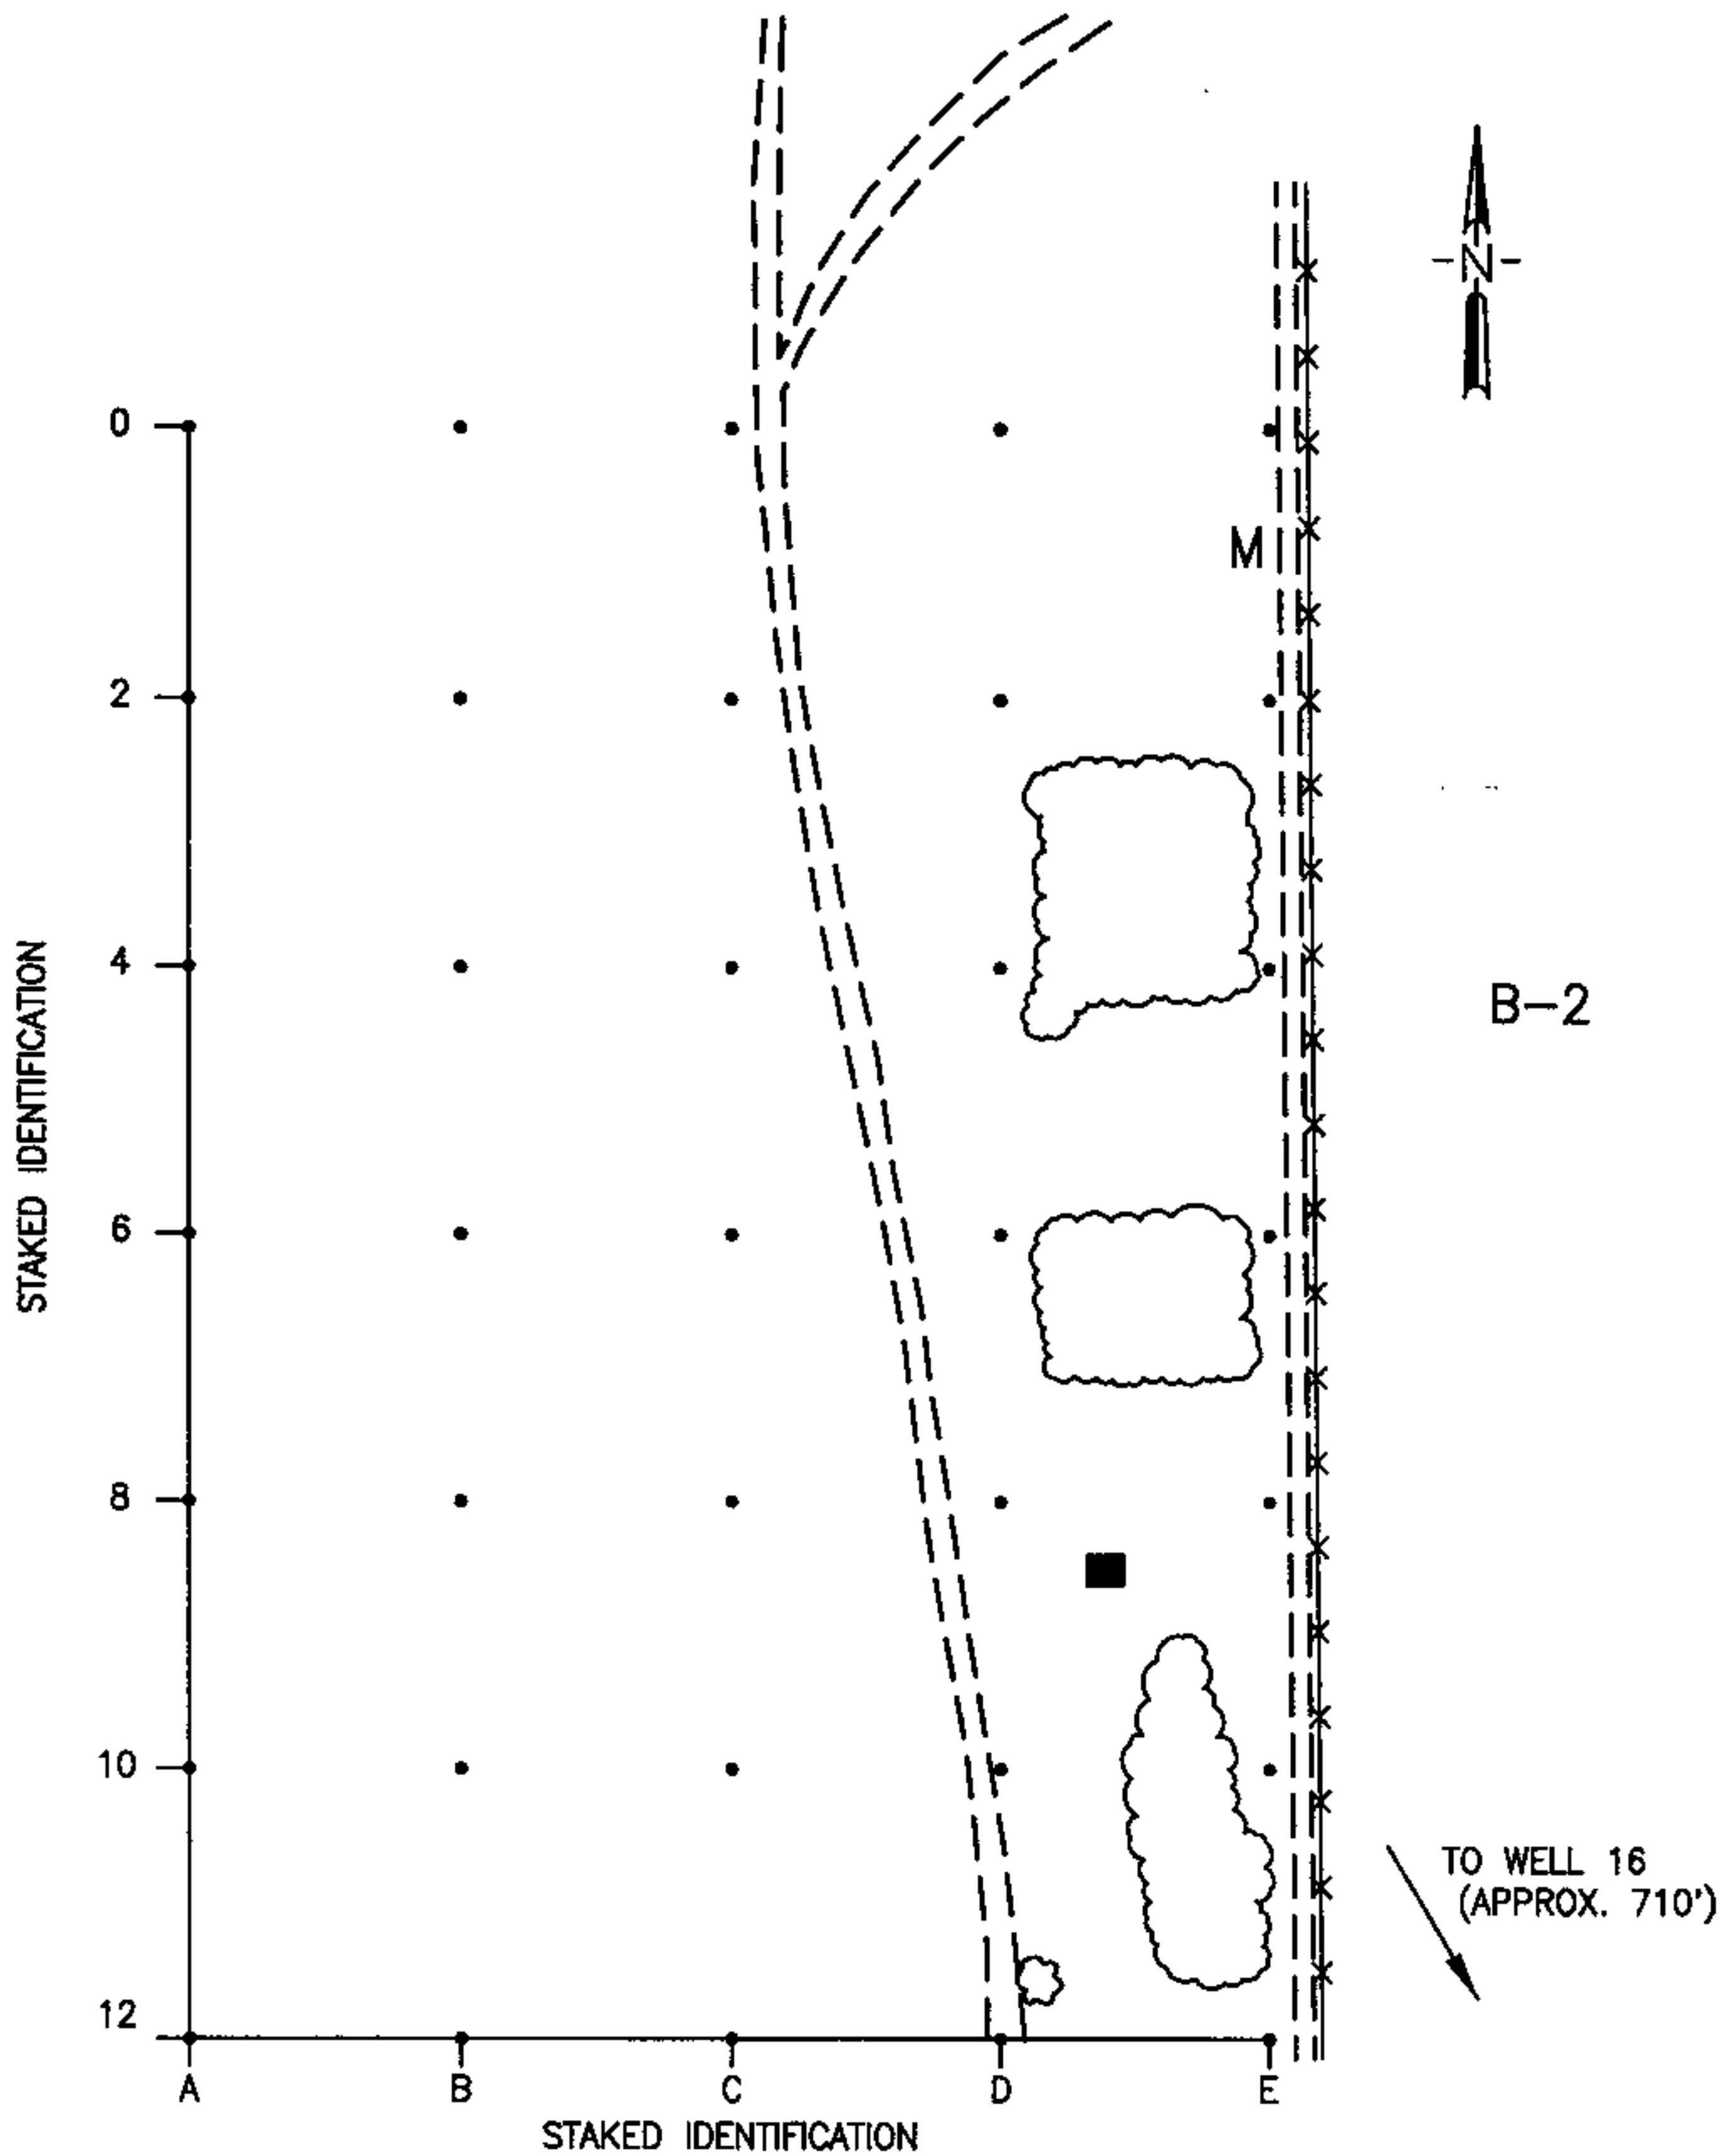 N
0
M
2
4
B-2
STAKED IDENTIFICATION
6
8
10
TO WELL 16
(APPROX. 710')
12
A B C D E
STAKED IDENTIFICATION